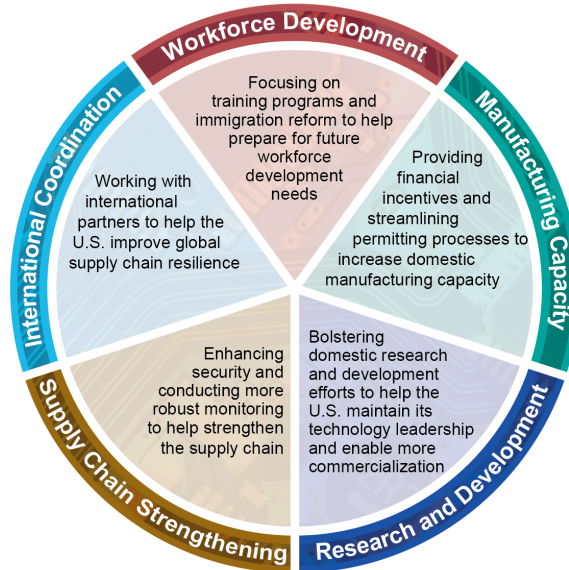 Workforce Development
Focusing on
training programs and
immigration reform to help
prepare for future
workforce
development
needs
Manufacturing Capacity
Providing
financial
incentives and
streamlining
permitting processes to
increase domestic
manufacturing capacity
Research and Development
Bolstering
domestic research
and development
efforts to help the
U.S. maintain its
technology leadership
and enable more
commercialization
Supply Chain Strengthening
Enhancing
security and
conducting more
robust monitoring
to help strengthen
the supply chain
International Coordination
Working with
international
partners to help the
U.S. improve global
supply chain resilience